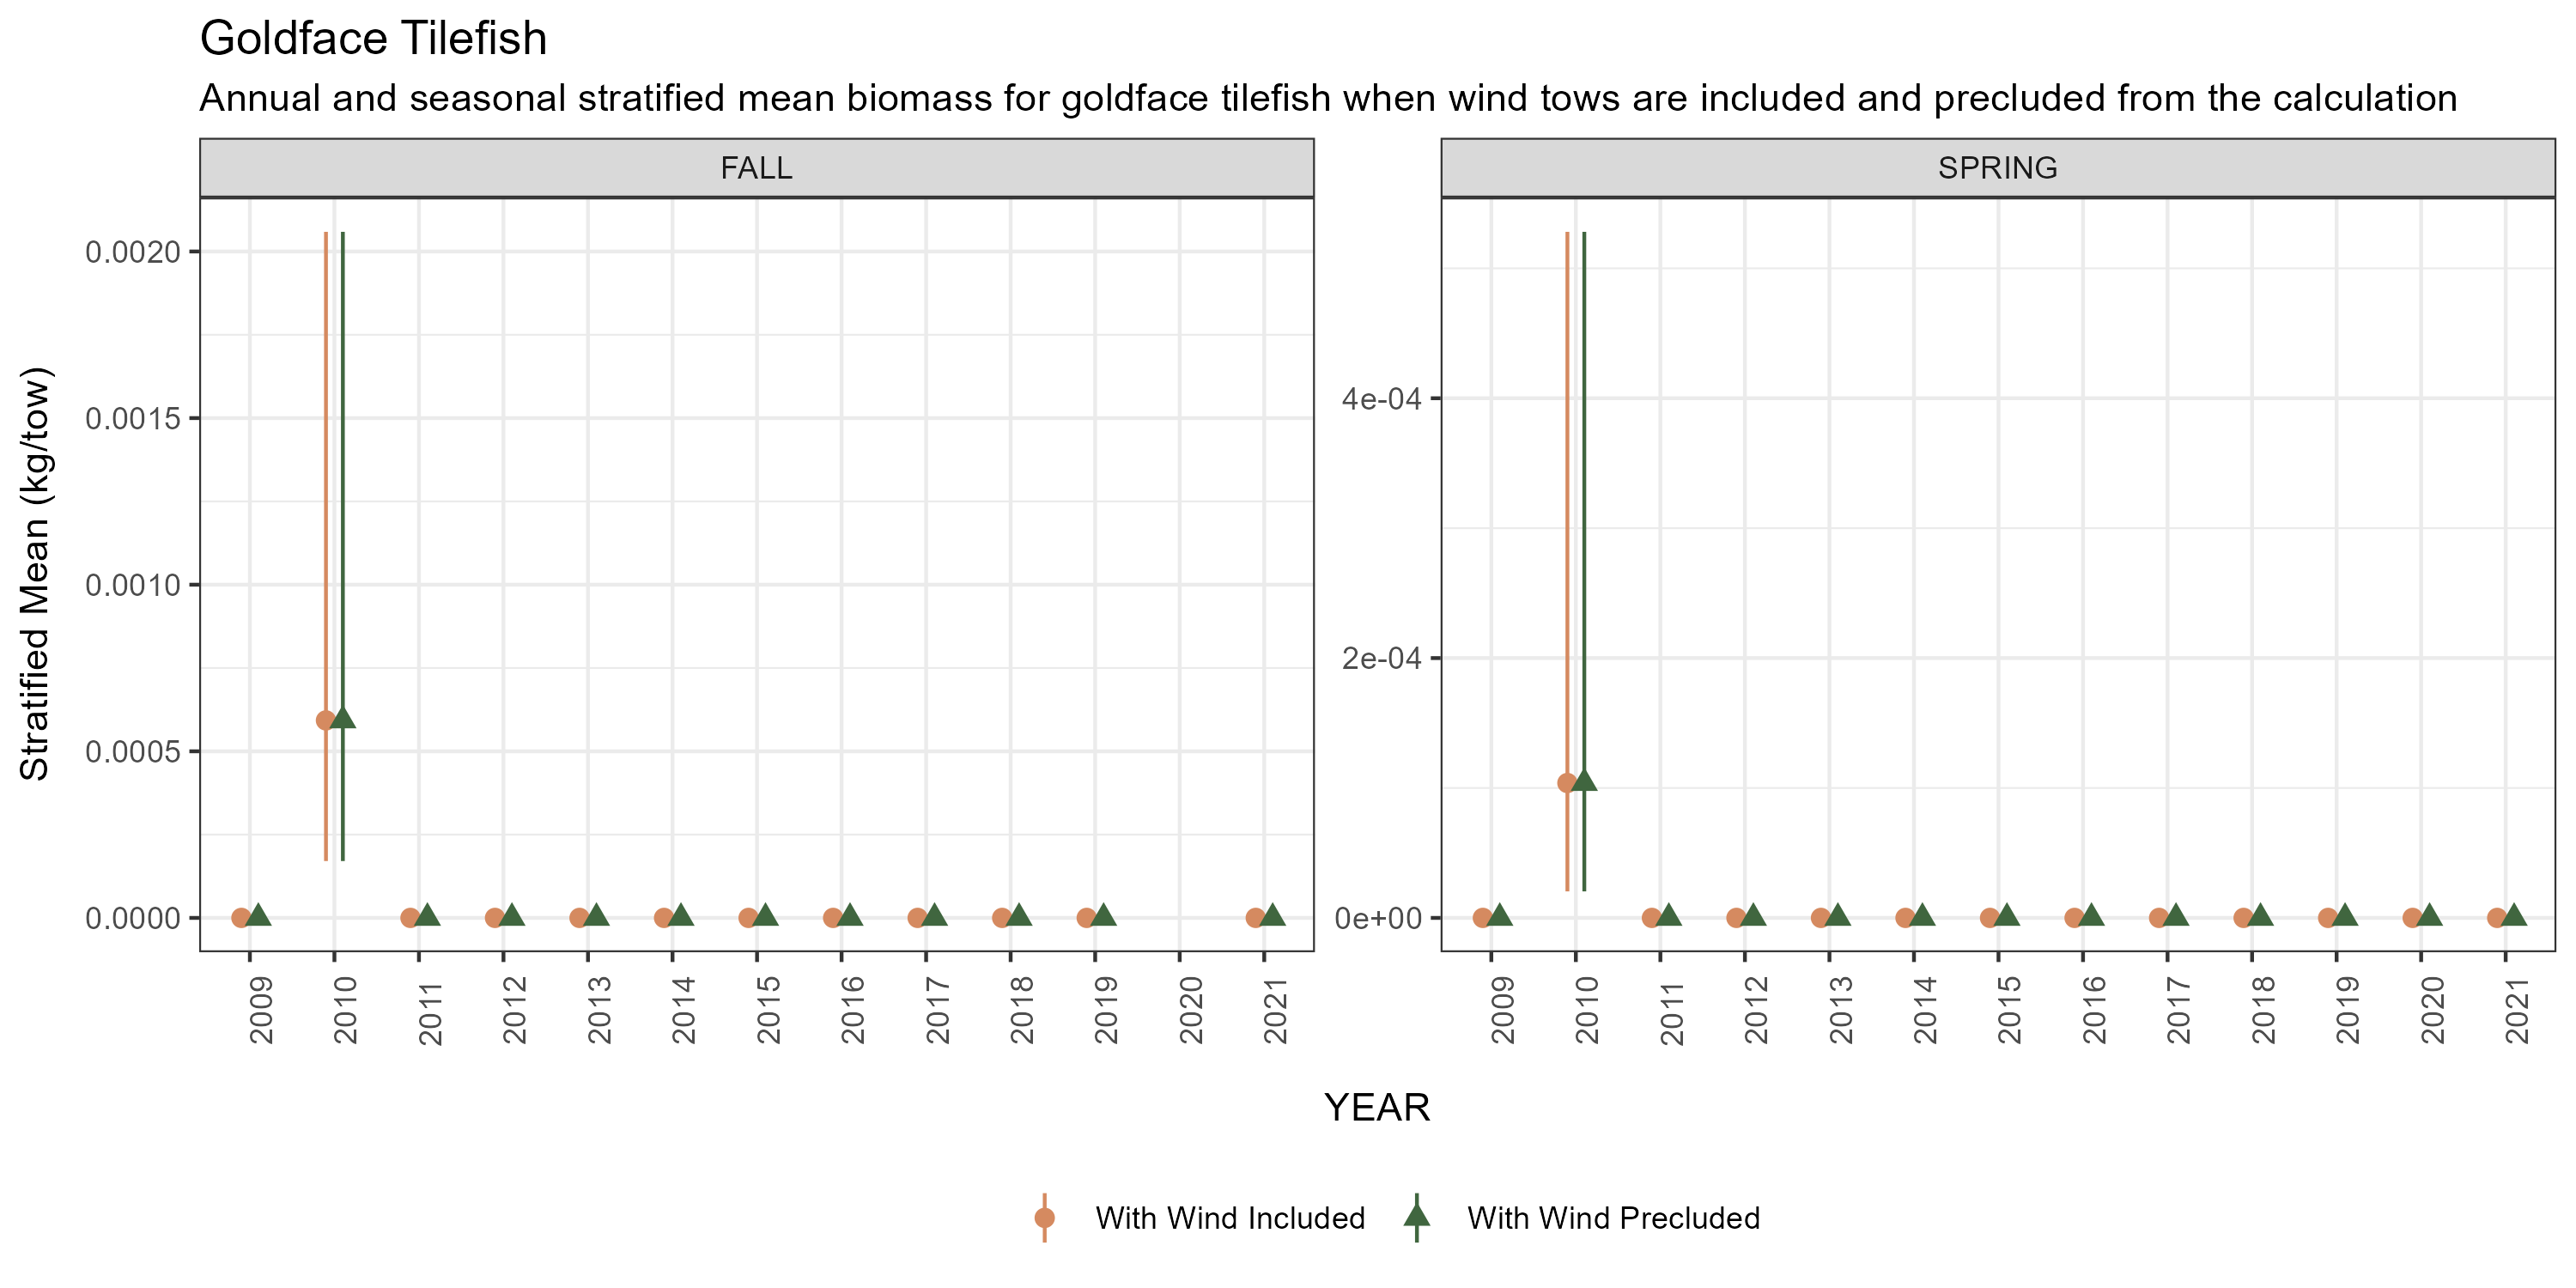 Goldface Tilefish
Annual and seasonal stratified mean biomass for goldface tilefish when wind tows are included and precluded from the calculation
FALL
SPRING
Stratified Mean (kg/tow)
0.0020
0.0015
0.0010
0.0005
0.0000
4e-04
2e-04
0e+00
2009 2010 2011 2012 2013 2014 2015 2016 2017 2018 2019 2020 2021
2009 2010 2011 2012 2013 2014 2015 2016 2017 2018 2019 2020 2021
YEAR
With Wind Included With Wind Precluded